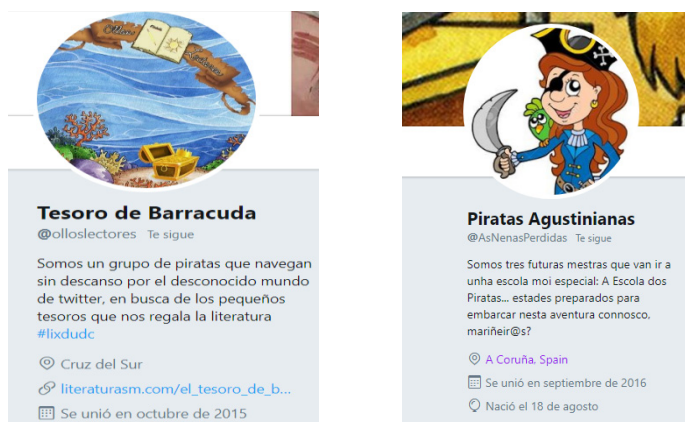 Tesoro de Barracuda
@olloslectores Te sigue
Somos un grupo de piratas que navegan
sin descanso por el desconocido mundo
de twitter, en busca de los pequeños
tesoros que nos regala la literatura
#lixdudc
Cruz del Sur
literaturasm.com/el_tesoro_de_b...
Se unió en octubre de 2015
Piratas Agustinianas
@AsNenasPerdidas Te sigue
Somos tres futuras mestras que van ir a
unha escola moi especial: A Escola dos
Piratas... estades preparados para
embarcar nesta aventura connosco,
mariñeir@s?
A Coruña, Spain
Se unió en septiembre de 2016
Nació el 18 de agosto